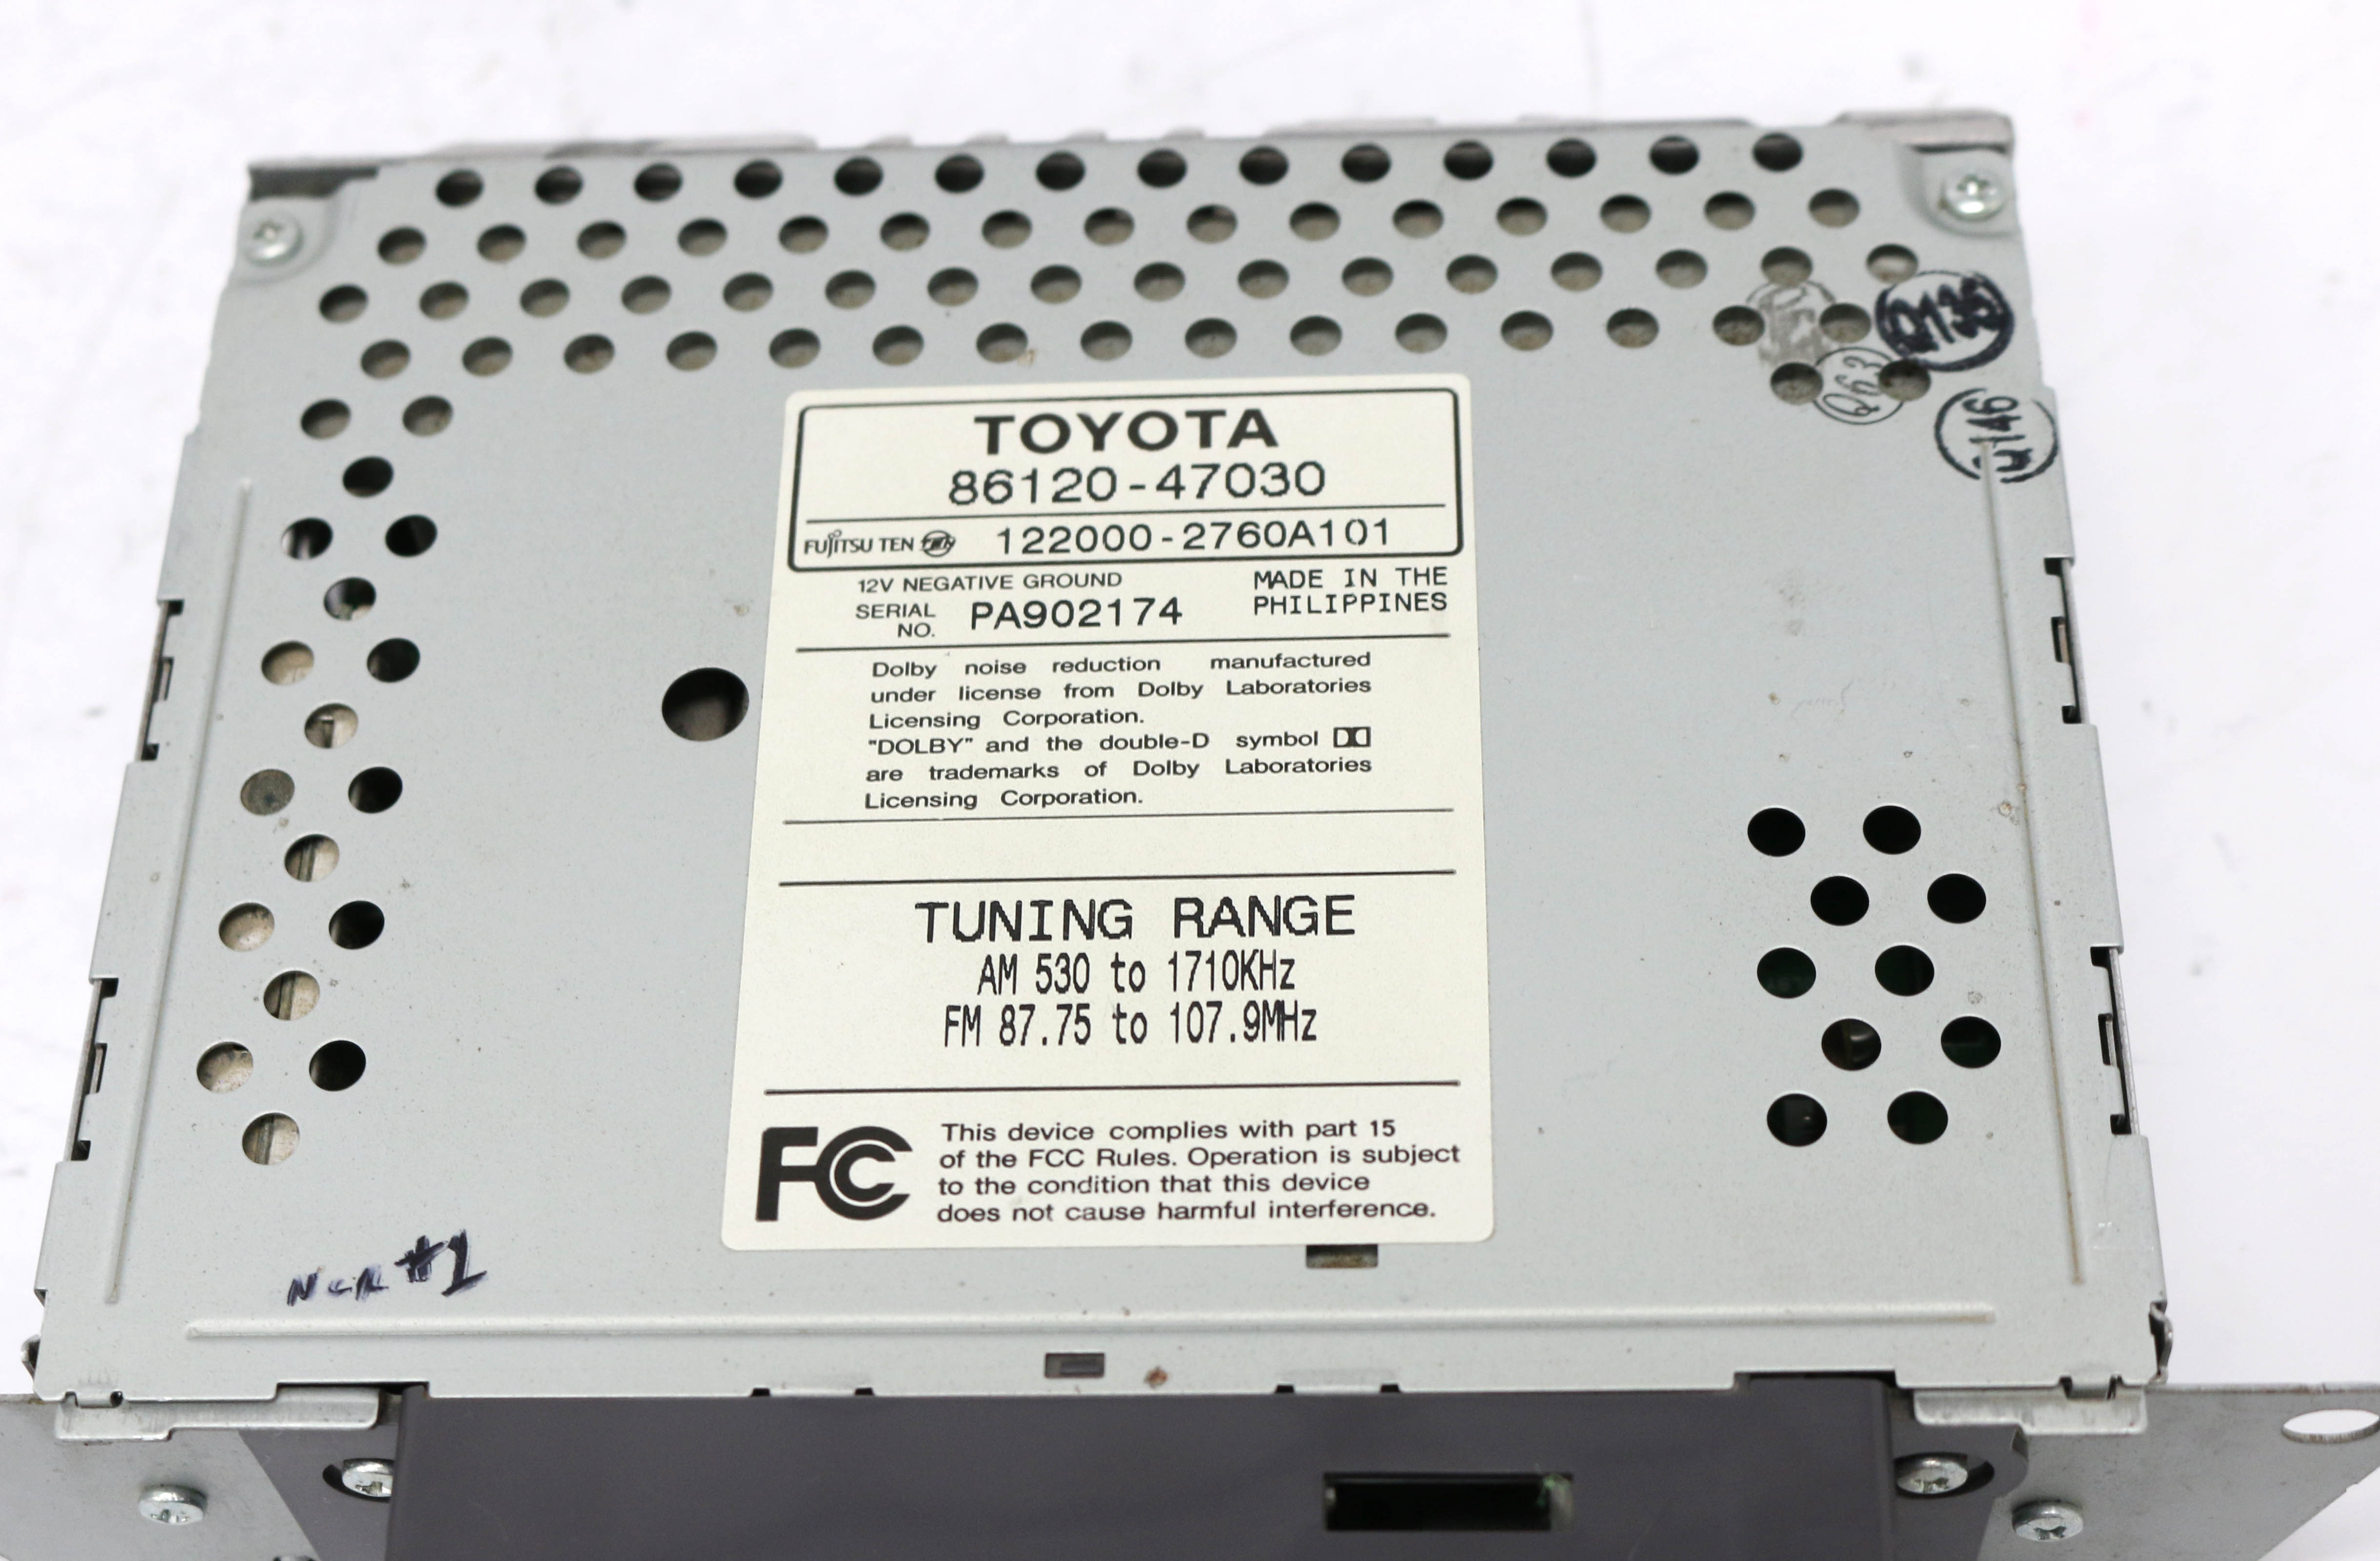 Q135
Q63
TOYOTA
86120-47030
FUJITSU TEN TEN 122000-2760A101
12V NEGATIVE GROUND
MADE IN THE
PHILIPPINES
SERIAL
NO. PA902174
Dolby noise reduction manufactured
under license from Dolby Laboratories
Licensing Corporation.
"DOLBY" and the double-D symbol
are trademarks of Dolby Laboratories
Licensing Corporation.
TUNING RANGE
AM 530 to 1710KHz
FM 87.75 to 107.9MHz
FC This device complies with part 15
of the FCC Rules. Operation is subject
to the condition that this device
does not cause harmful interference.
#1